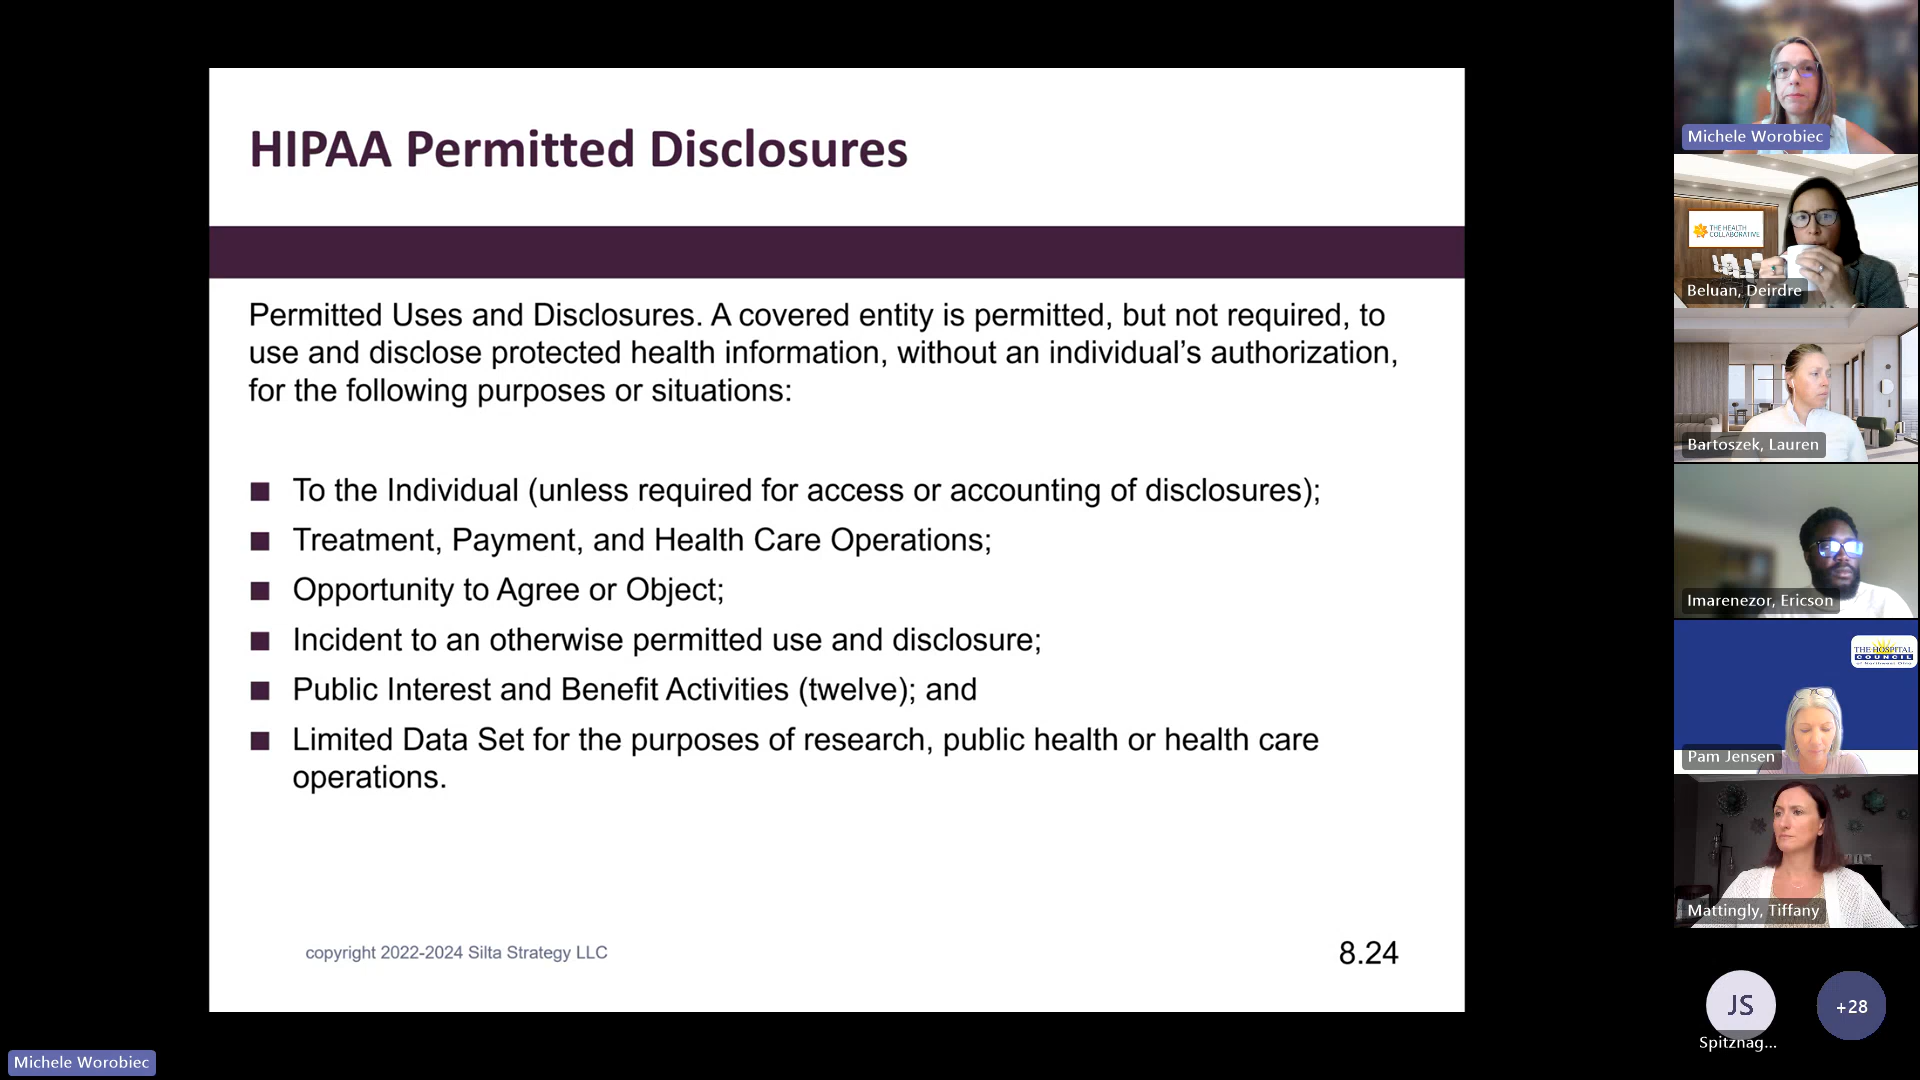 HIPAA Permitted Disclosures
Permitted Uses and Disclosures. A covered entity is permitted, but not required, to
use and disclose protected health information, without an individual’s authorization,
for the following purposes or situations:
To the Individual (unless required for access or accounting of disclosures);
Treatment, Payment, and Health Care Operations;
Opportunity to Agree or Object;
Incident to an otherwise permitted use and disclosure;
Public Interest and Benefit Activities (twelve); and
Limited Data Set for the purposes of research, public health or health care
operations.
copyright 2022-2024 Silta Strategy LLC
8.24
Michele Worobiec
Michele Worobiec
THE HEALTH
COLLABORATIVE
Beluan, Deirdre
Bartoszek, Lauren
Imarenezor, Ericson
THE HOSPITAL
COUNCIL
of Northwest Ohio
Pam Jensen
Mattingly, Tiffany
JS
Spitznag...
+28